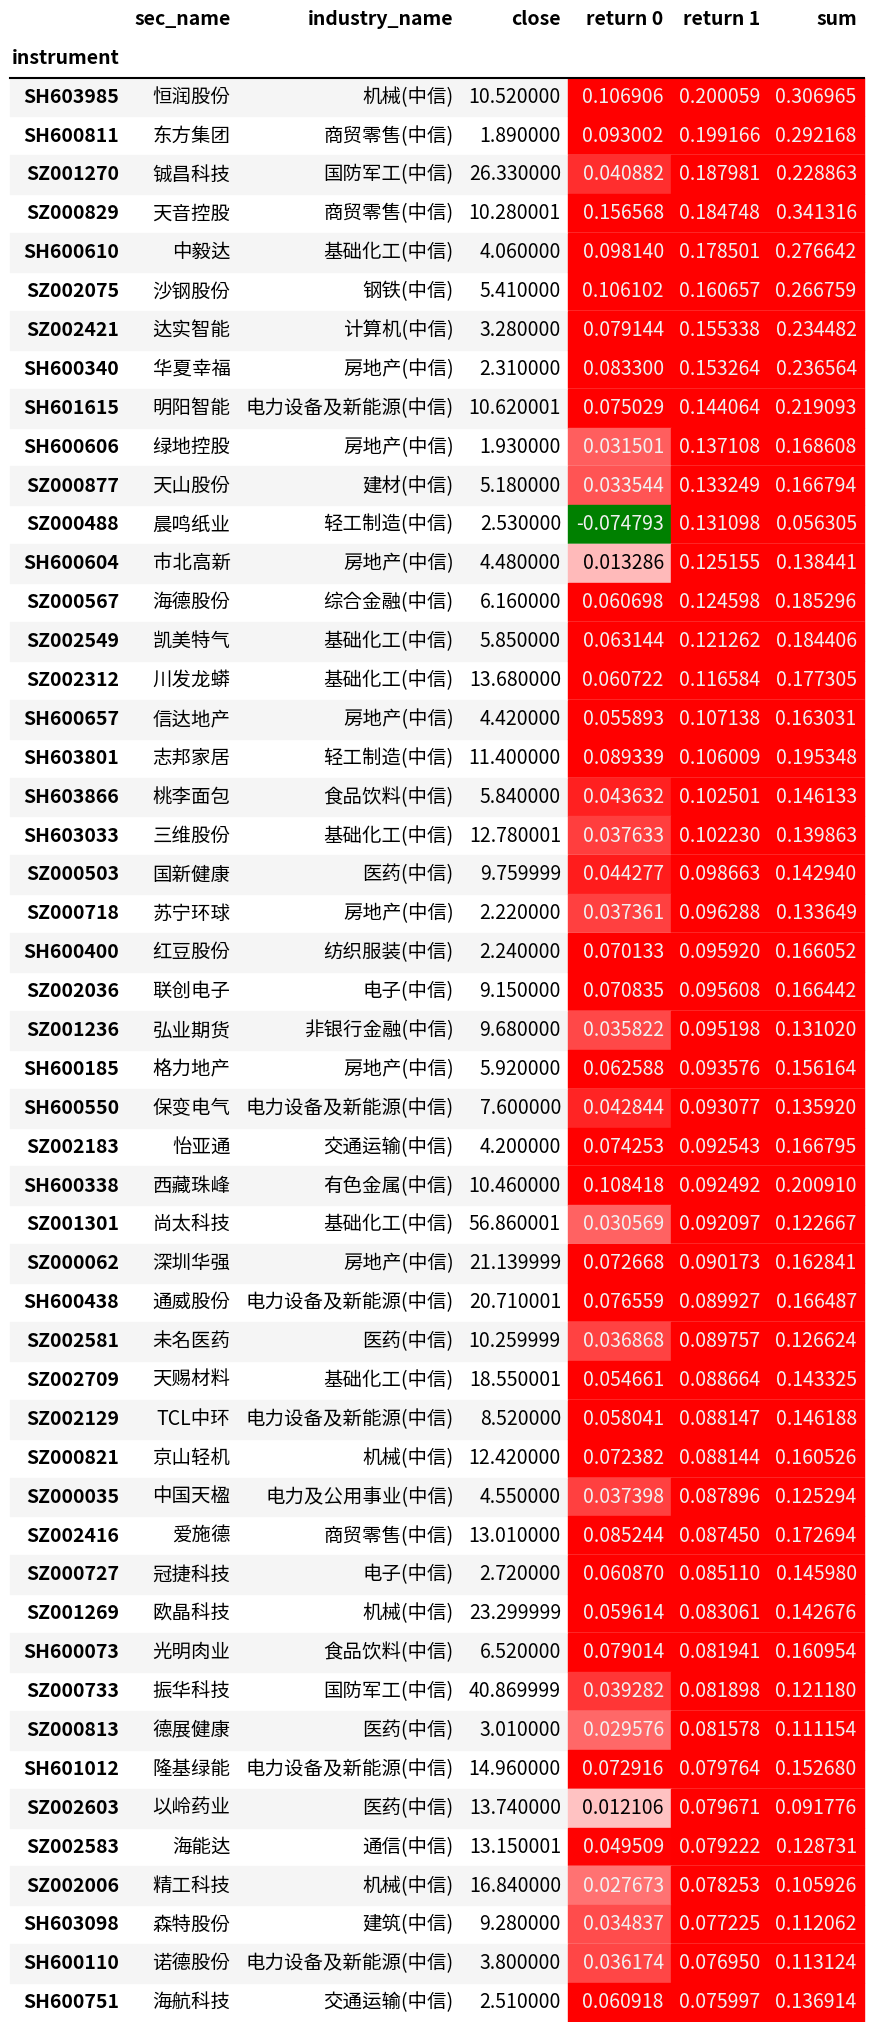 sec_name industry_name close return 0 return 1 sum
instrument
SH603985 恒润股份 机械(中信) 10.520000 0.106906 0.200059 0.306965
SH600811 东方集团 商贸零售(中信) 1.890000 0.093002 0.199166 0.292168
SZ001270 铖昌科技 国防军工(中信) 26.330000 0.040882 0.187981 0.228863
SZ000829 天音控股 商贸零售(中信) 10.280001 0.156568 0.184748 0.341316
SH600610 中毅达 基础化工(中信) 4.060000 0.098140 0.178501 0.276642
SZ002075 沙钢股份 钢铁(中信) 5.410000 0.106102 0.160657 0.266759
SZ002421 达实智能 计算机(中信) 3.280000 0.079144 0.155338 0.234482
SH600340 华夏幸福 房地产(中信) 2.310000 0.083300 0.153264 0.236564
SH601615 明阳智能 电力设备及新能源(中信) 10.620001 0.075029 0.144064 0.219093
SH600606 绿地控股 房地产(中信) 1.930000 0.031501 0.137108 0.168608
SZ000877 天山股份 建材(中信) 5.180000 0.033544 0.133249 0.166794
SZ000488 晨鸣纸业 轻工制造(中信) 2.530000 -0.074793 0.131098 0.056305
SH600604 市北高新 房地产(中信) 4.480000 0.013286 0.125155 0.138441
SZ000567 海德股份 综合金融(中信) 6.160000 0.060698 0.124598 0.185296
SZ002549 凯美特气 基础化工(中信) 5.850000 0.063144 0.121262 0.184406
SZ002312 川发龙蟒 基础化工(中信) 13.680000 0.060722 0.116584 0.177305
SH600657 信达地产 房地产(中信) 4.420000 0.055893 0.107138 0.163031
SH603801 志邦家居 轻工制造(中信) 11.400000 0.089339 0.106009 0.195348
SH603866 桃李面包 食品饮料(中信) 5.840000 0.043632 0.102501 0.146133
SH603033 三维股份 基础化工(中信) 12.780001 0.037633 0.102230 0.139863
SZ000503 国新健康 医药(中信) 9.759999 0.044277 0.098663 0.142940
SZ000718 苏宁环球 房地产(中信) 2.220000 0.037361 0.096288 0.133649
SH600400 红豆股份 纺织服装(中信) 2.240000 0.070133 0.095920 0.166052
SZ002036 联创电子 电子(中信) 9.150000 0.070835 0.095608 0.166442
SZ001236 弘业期货 非银行金融(中信) 9.680000 0.035822 0.095198 0.131020
SH600185 格力地产 房地产(中信) 5.920000 0.062588 0.093576 0.156164
SH600550 保变电气 电力设备及新能源(中信) 7.600000 0.042844 0.093077 0.135920
SZ002183 怡亚通 交通运输(中信) 4.200000 0.074253 0.092543 0.166795
SH600338 西藏珠峰 有色金属(中信) 10.460000 0.108418 0.092492 0.200910
SZ001301 尚太科技 基础化工(中信) 56.860001 0.030569 0.092097 0.122667
SZ000062 深圳华强 房地产(中信) 21.139999 0.072668 0.090173 0.162841
SH600438 通威股份 电力设备及新能源(中信) 20.710001 0.076559 0.089927 0.166487
SZ002581 未名医药 医药(中信) 10.259999 0.036868 0.089757 0.126624
SZ002709 天赐材料 基础化工(中信) 18.550001 0.054661 0.088664 0.143325
SZ002129 TCL中环 电力设备及新能源(中信) 8.520000 0.058041 0.088147 0.146188
SZ000821 京山轻机 机械(中信) 12.420000 0.072382 0.088144 0.160526
SZ000035 中国天楹 电力及公用事业(中信) 4.550000 0.037398 0.087896 0.125294
SZ002416 爱施德 商贸零售(中信) 13.010000 0.085244 0.087450 0.172694
SZ000727 冠捷科技 电子(中信) 2.720000 0.060870 0.085110 0.145980
SZ001269 欧晶科技 机械(中信) 23.299999 0.059614 0.083061 0.142676
SH600073 光明肉业 食品饮料(中信) 6.520000 0.079014 0.081941 0.160954
SZ000733 振华科技 国防军工(中信) 40.869999 0.039282 0.081898 0.121180
SZ000813 德展健康 医药(中信) 3.010000 0.029576 0.081578 0.111154
SH601012 隆基绿能 电力设备及新能源(中信) 14.960000 0.072916 0.079764 0.152680
SZ002603 以岭药业 医药(中信) 13.740000 0.012106 0.079671 0.091776
SZ002583 海能达 通信(中信) 13.150001 0.049509 0.079222 0.128731
SZ002006 精工科技 机械(中信) 16.840000 0.027673 0.078253 0.105926
SH603098 森特股份 建筑(中信) 9.280000 0.034837 0.077225 0.112062
SH600110 诺德股份 电力设备及新能源(中信) 3.800000 0.036174 0.076950 0.113124
SH600751 海航科技 交通运输(中信) 2.510000 0.060918 0.075997 0.136914